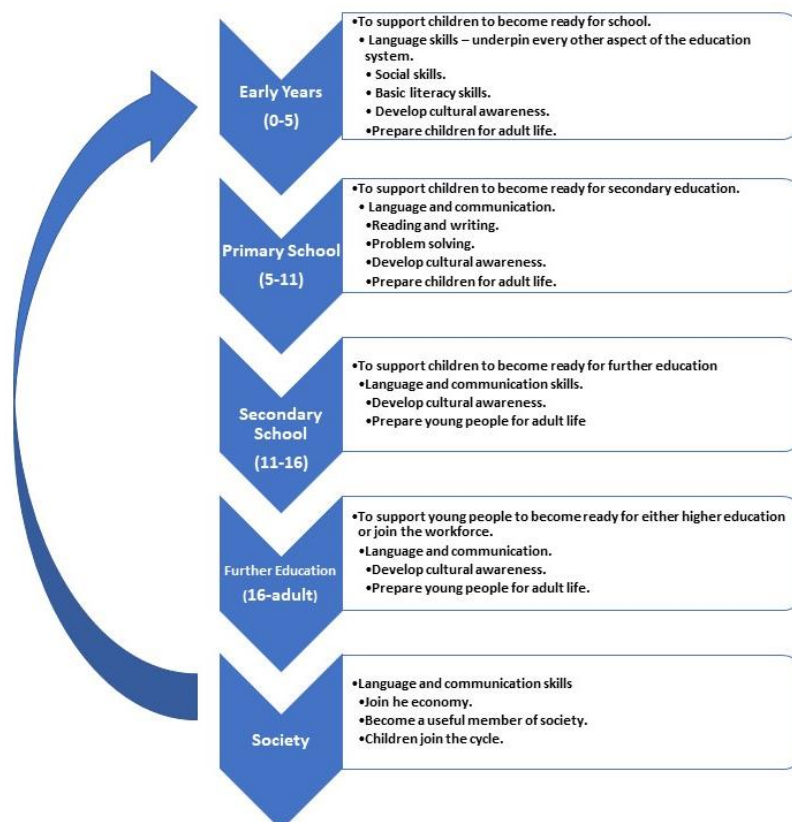 •To support children to become ready for school.
• Language skills – underpin every other aspect of the education
system.
• Social skills.
• Basic literacy skills.
• Develop cultural awareness.
•Prepare children for adult life.
Early Years
(0-5)
•To support children to become ready for secondary education.
• Language and communication.
•Reading and writing.
•Problem solving.
•Develop cultural awareness.
•Prepare children for adult life.
Primary School
(5-11)
•To support children to become ready for further education
•Language and communication skills.
•Develop cultural awareness.
•Prepare young people for adult life
Secondary
School
(11-16)
•To support young people to become ready for either higher education
or join the workforce.
•Language and communication.
•Develop cultural awareness.
•Prepare young people for adult life.
Further Education
(16-adult)
•Language and communication skills
•Join he economy.
•Become a useful member of society.
•Children join the cycle.
Society